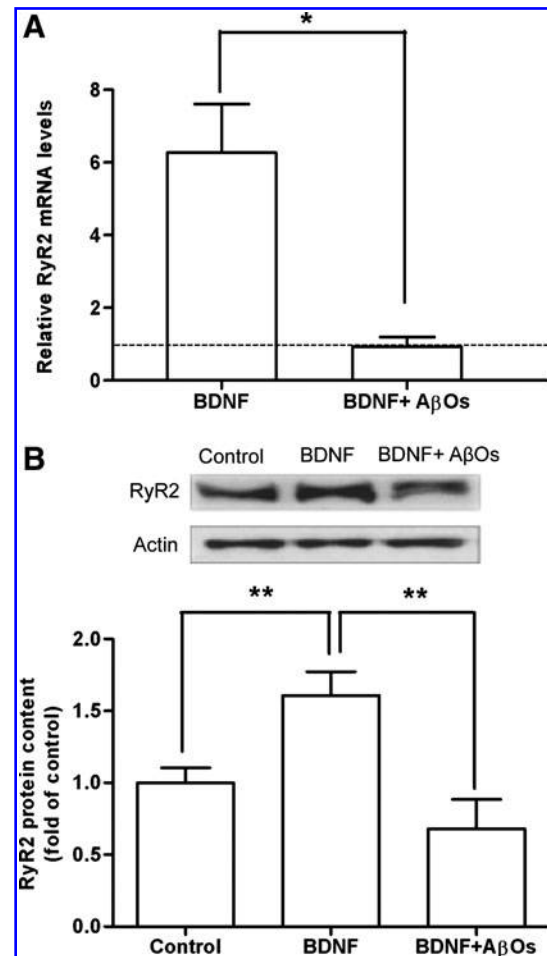 A
*
Relative RyR2 mRNA levels
8
6
4
2
0
BDNF
BDNF+ AβOs
B
Control
BDNF
BDNF+ AβOs
RyR2
Actin
**
**
RyR2 protein content
(fold of control)
2.0
1.5
1.0
0.5
0.0
Control
BDNF
BDNF+AβOs